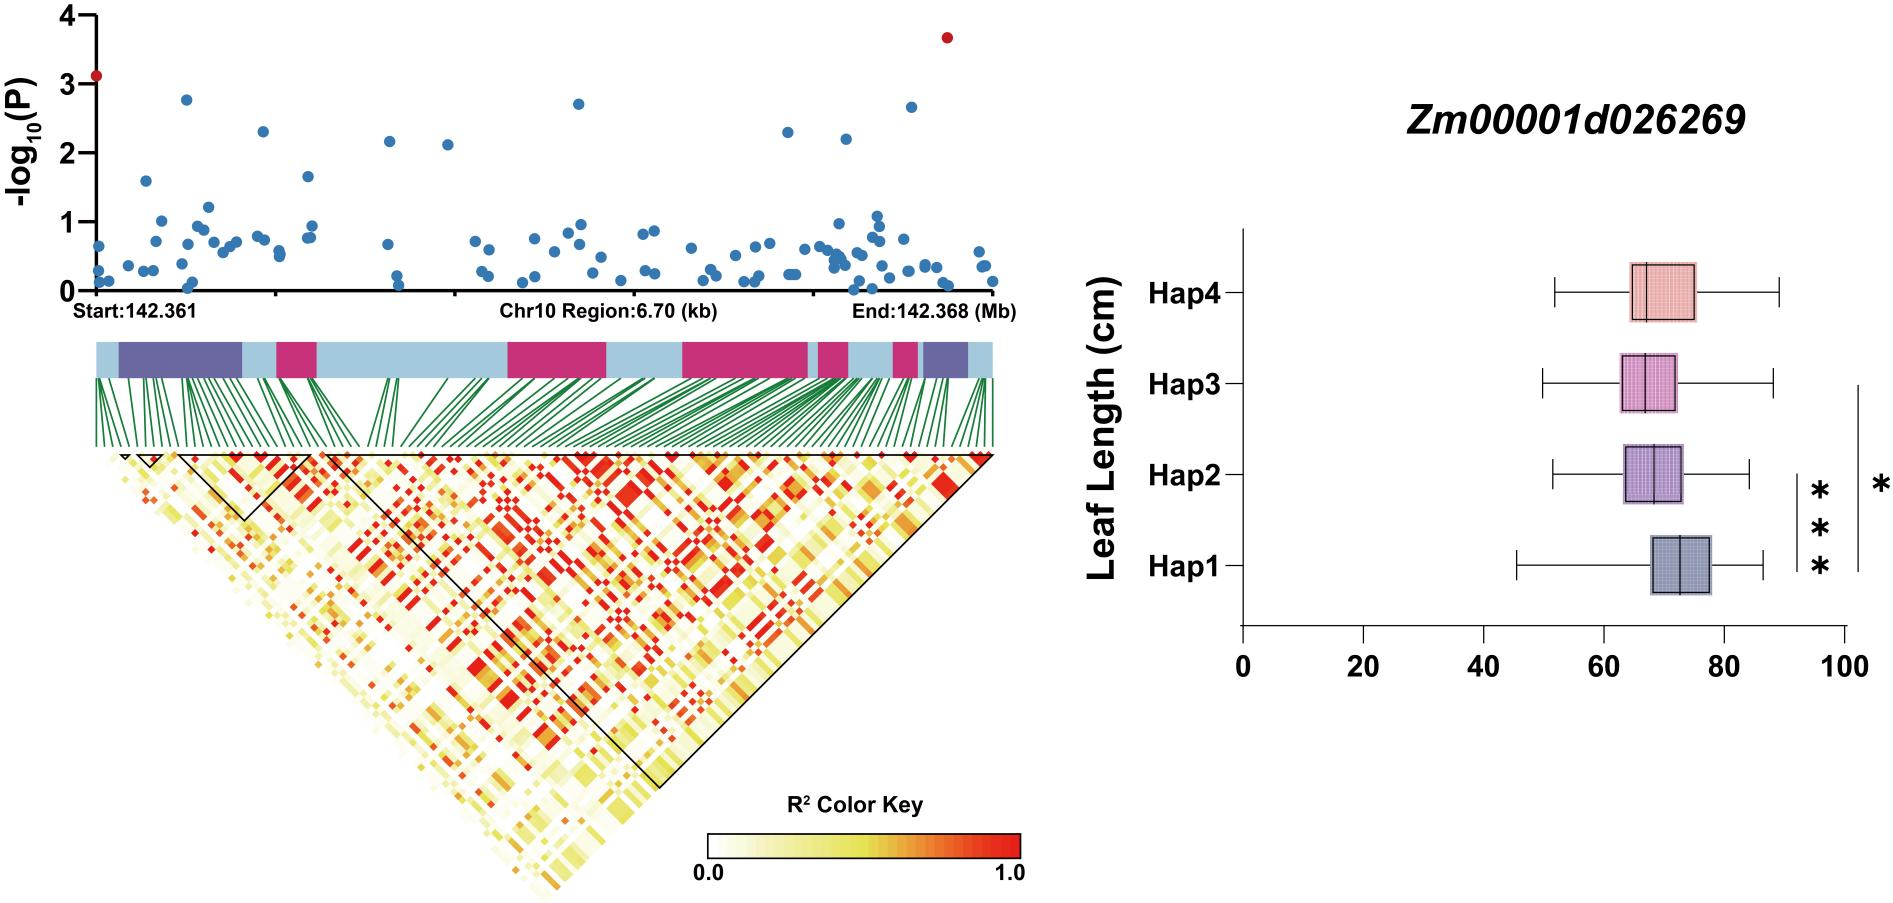 4
3
2
1
0
-log10(P)
Start:142.361
Chr10 Region:6.70 (kb)
End:142.368 (Mb)
R² Color Key
0.0
1.0
Zm00001d026269
Leaf Length (cm)
Hap4
Hap3
Hap2
Hap1
*
*
*
*
0
20
40
60
80
100